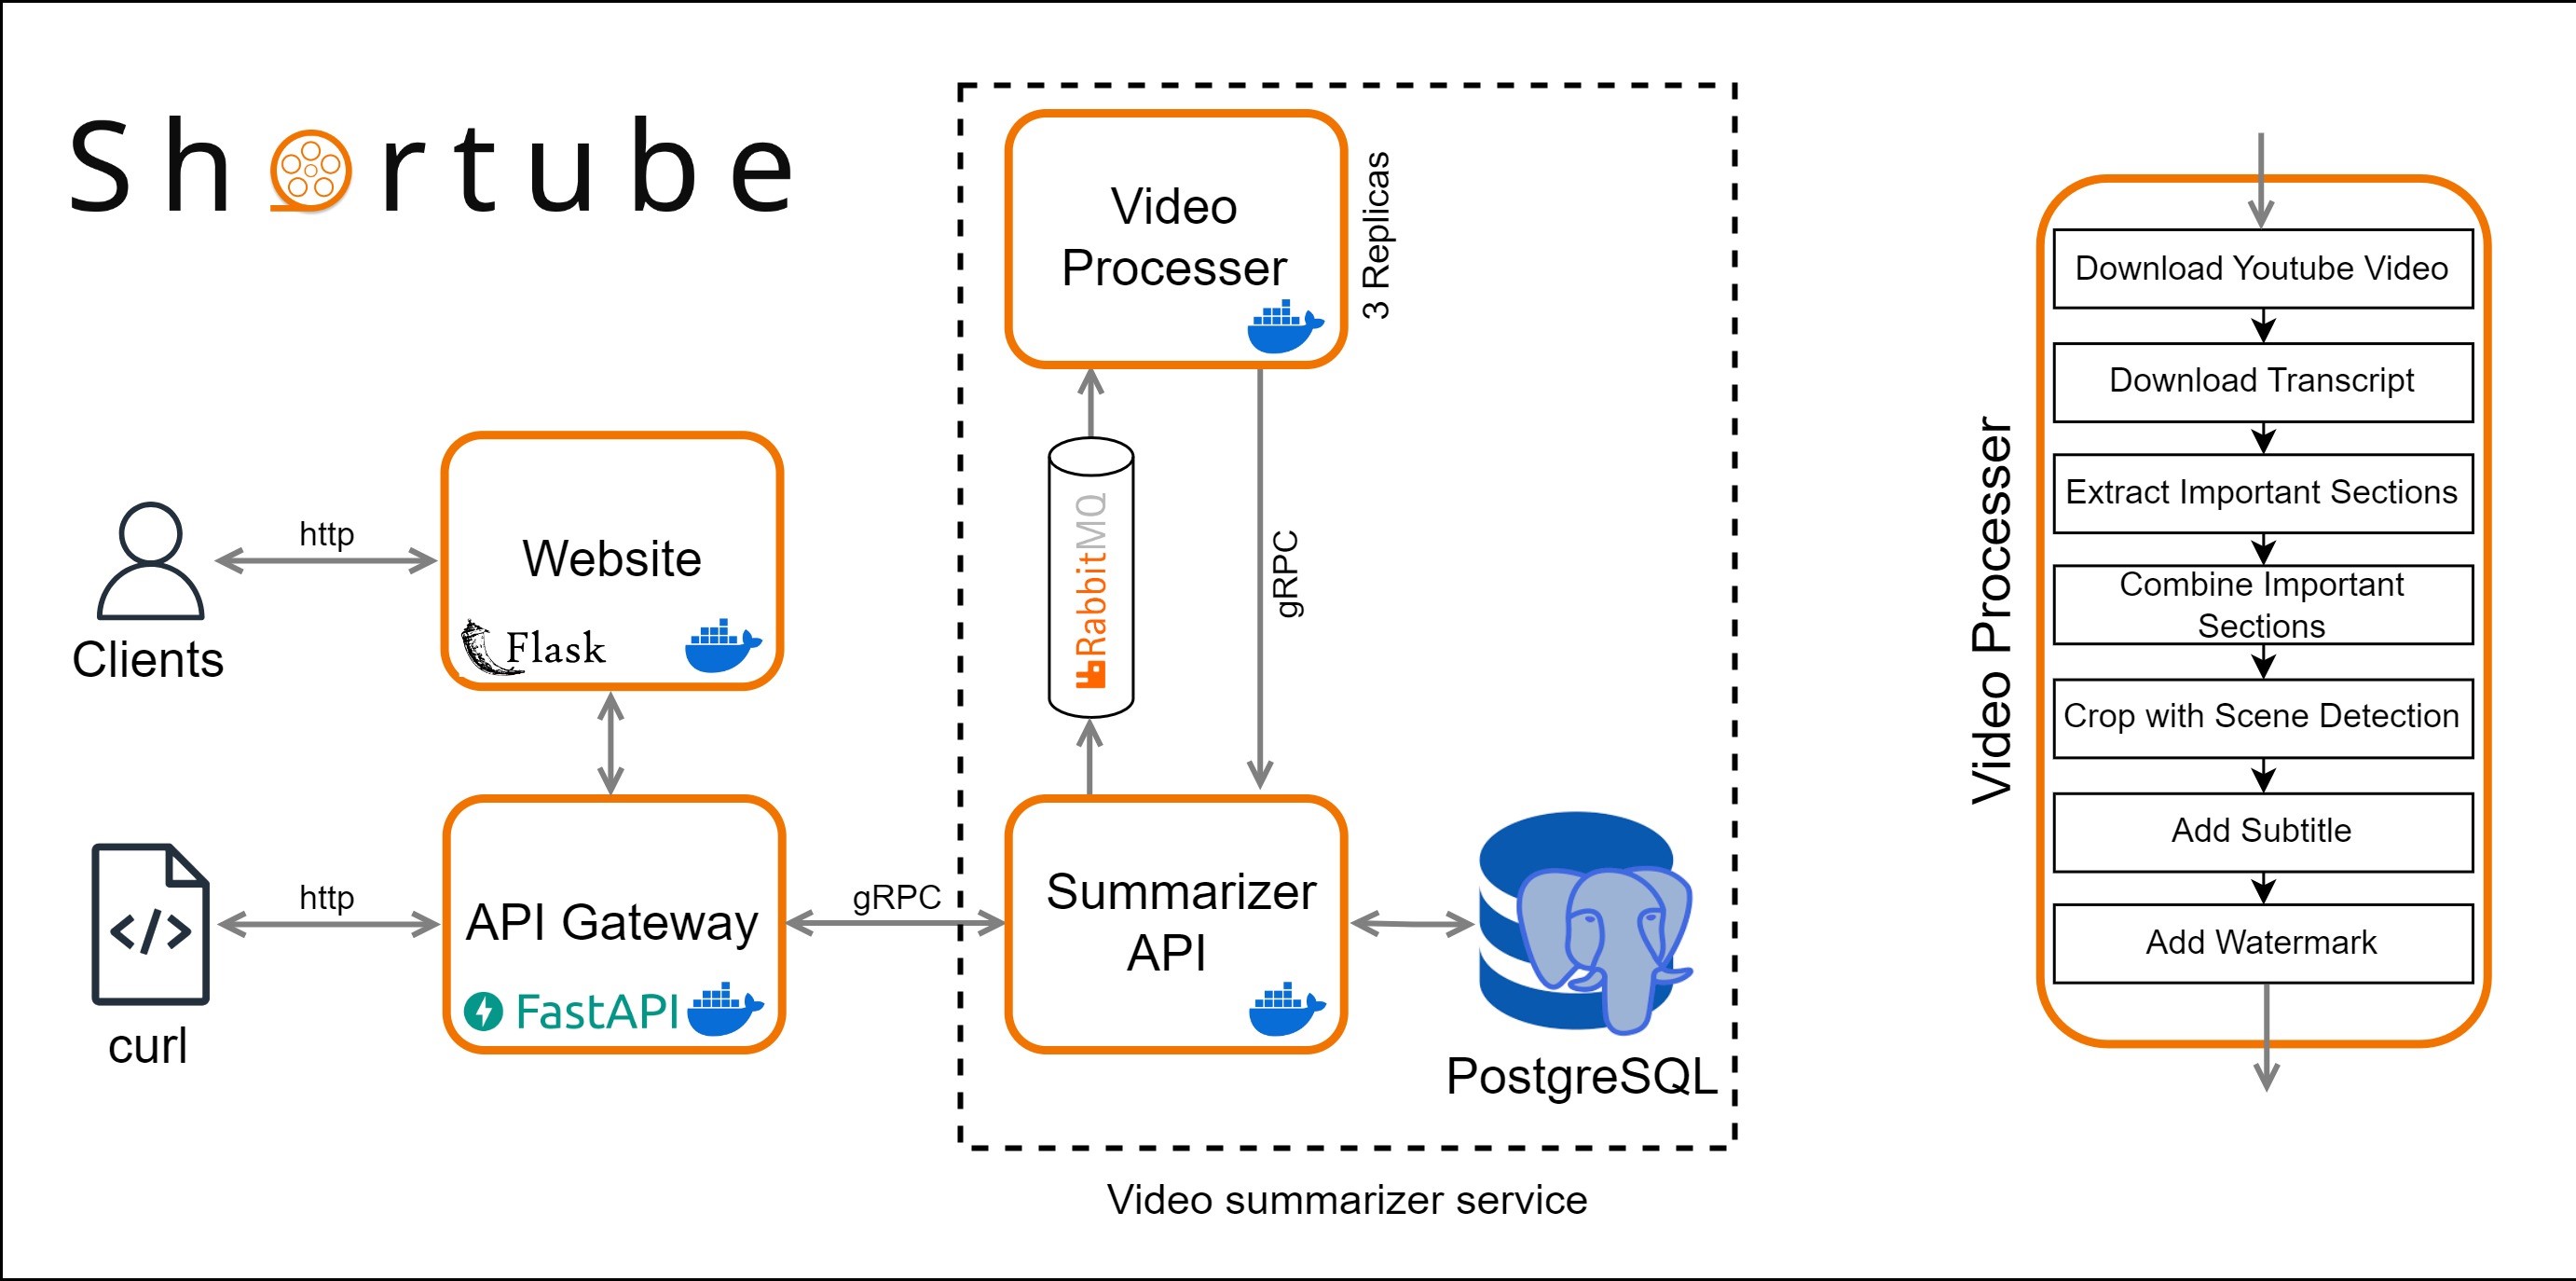 Shortube
Video
Processer
3 Replicas
http
Website
Flask
Clients
RabbitMQ
gRPC
http
API Gateway
FastAPI
curl
gRPC
Summarizer
API
PostgreSQL
Video summarizer service
Video Processer
Download Youtube Video
Download Transcript
Extract Important Sections
Combine Important
Sections
Crop with Scene Detection
Add Subtitle
Add Watermark